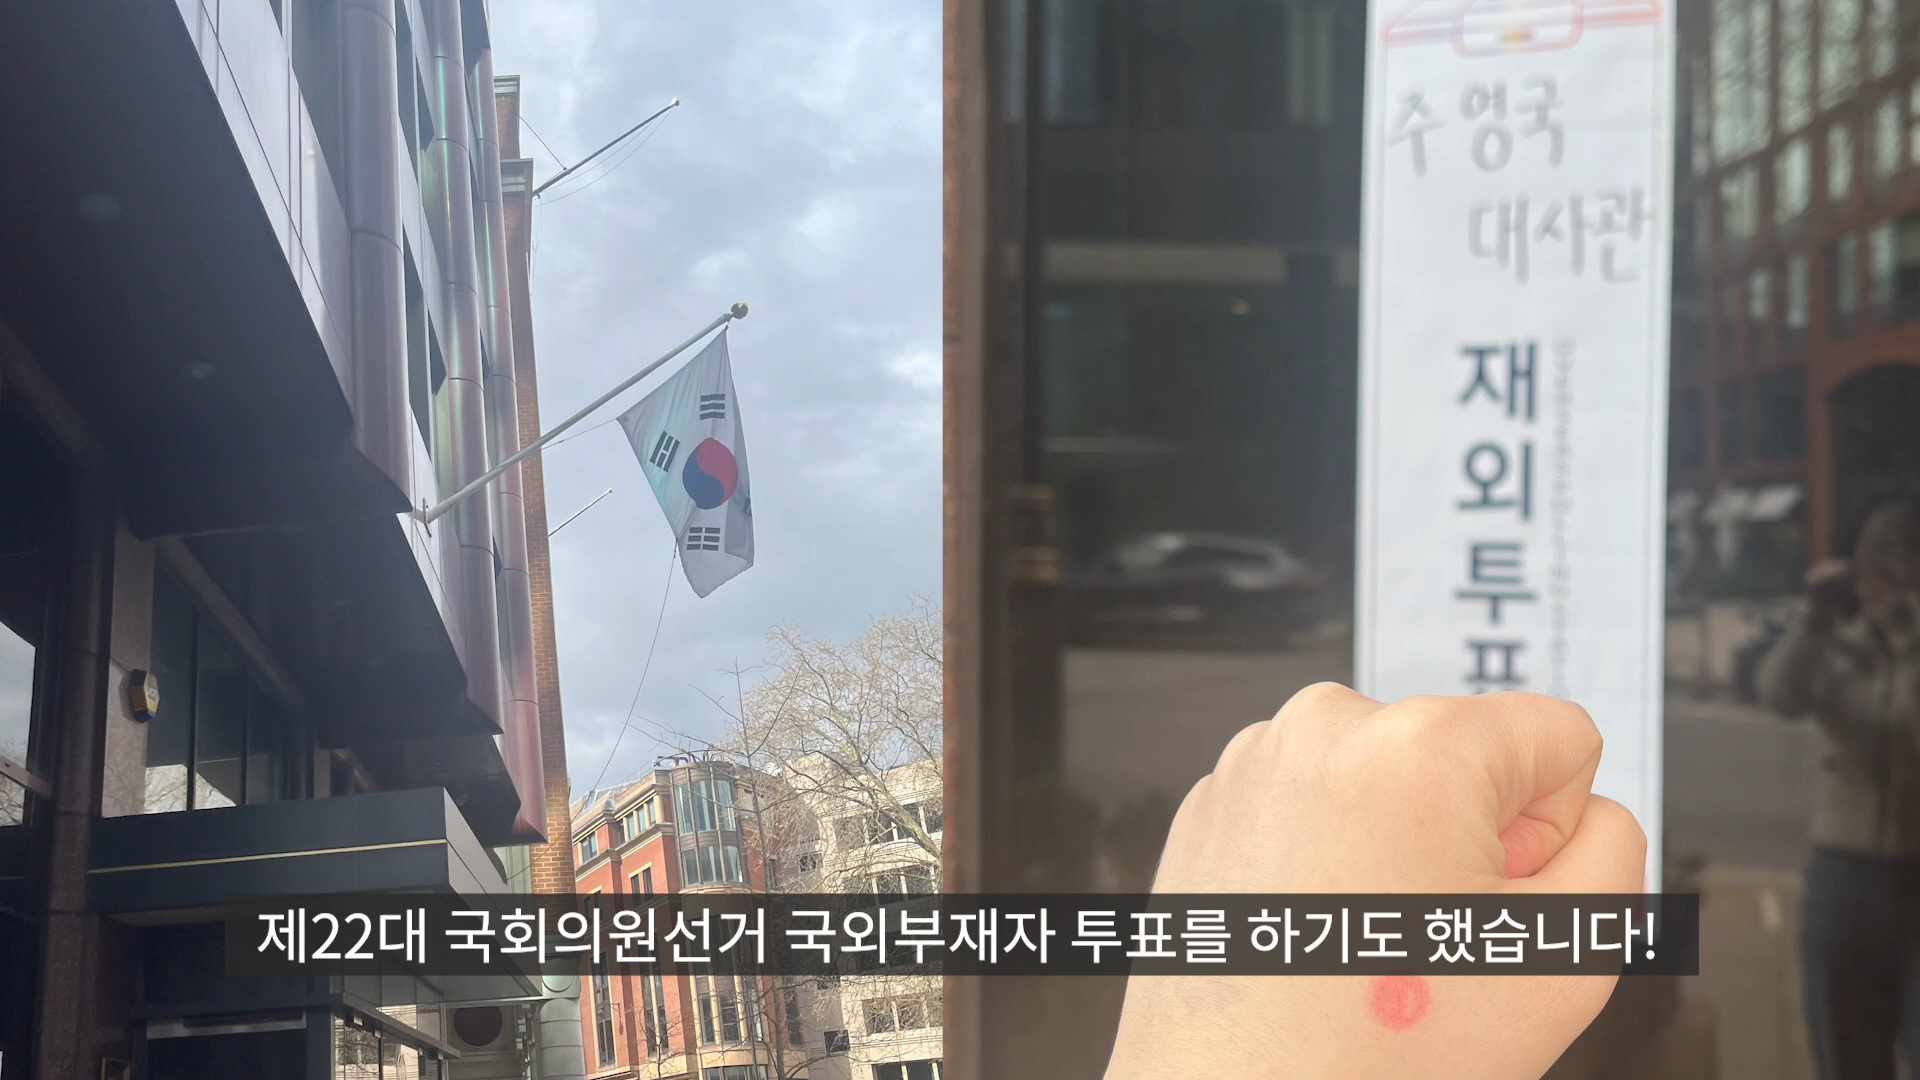 주영국
대사관
재외투표
제22대 국회의원선거 국외부재자 투표를 하기도 했습니다!